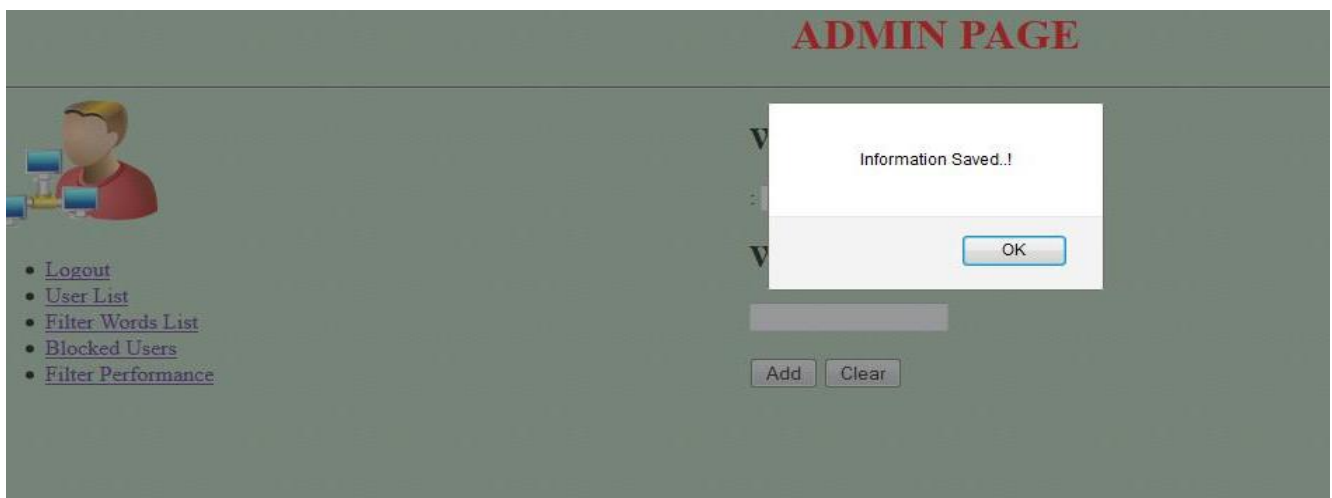 ADMIN PAGE
Information Saved..!
OK
Logout
User List
Filter Words List
Blocked Users
Filter Performance
Add
Clear